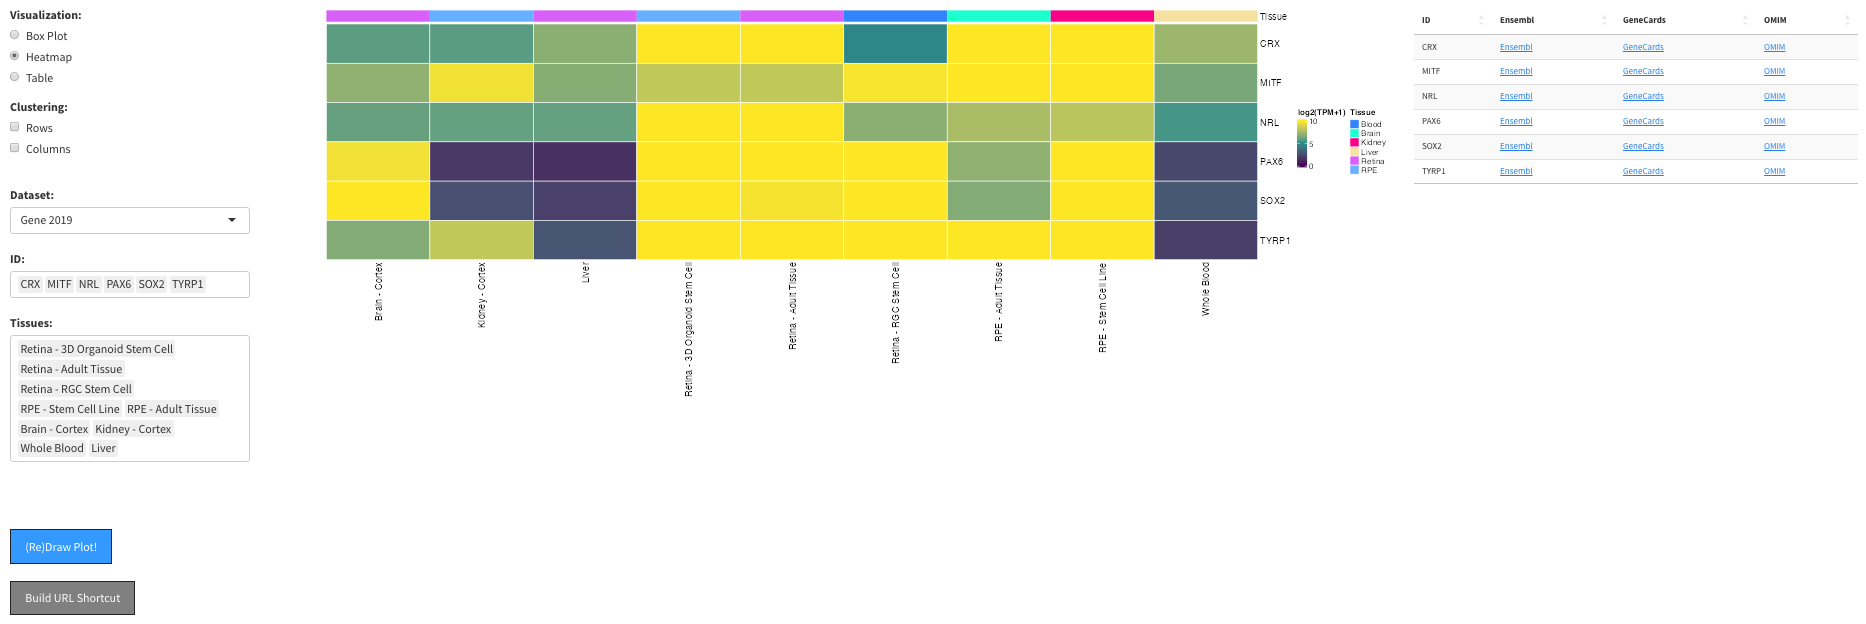 Visualization:
Box Plot
Heatmap
Table
Clustering:
Rows
Columns
Dataset:
Gene 2019
ID:
CRX MITF NRL PAX6 SOX2 TYRP1
Tissues:
Retina - 3D Organoid Stem Cell
Retina - Adult Tissue
Retina - RGC Stem Cell
RPE - Stem Cell Line RPE - Adult Tissue
Brain - Cortex Kidney - Cortex
Whole Blood Liver
(Re)Draw Plot!
Build URL Shortcut
Tissue
CRX
MITF
NRL
PAX6
SOX2
TYRP1
Brain - Cortex
Kidney - Cortex
Liver
Retina - 3D Organoid Stem Cell
Retina - Adult Tissue
Retina - RGC Stem Cell
RPE - Adult Tissue
RPE - Stem Cell Line
Whole Blood
log2(TPM+1)
10
5
0
Tissue
Blood
Brain
Kidney
Liver
Retina
RPE
ID Ensembl GeneCards OMIM
CRX Ensembl GeneCards OMIM
MITF Ensembl GeneCards OMIM
NRL Ensembl GeneCards OMIM
PAX6 Ensembl GeneCards OMIM
SOX2 Ensembl GeneCards OMIM
TYRP1 Ensembl GeneCards OMIM